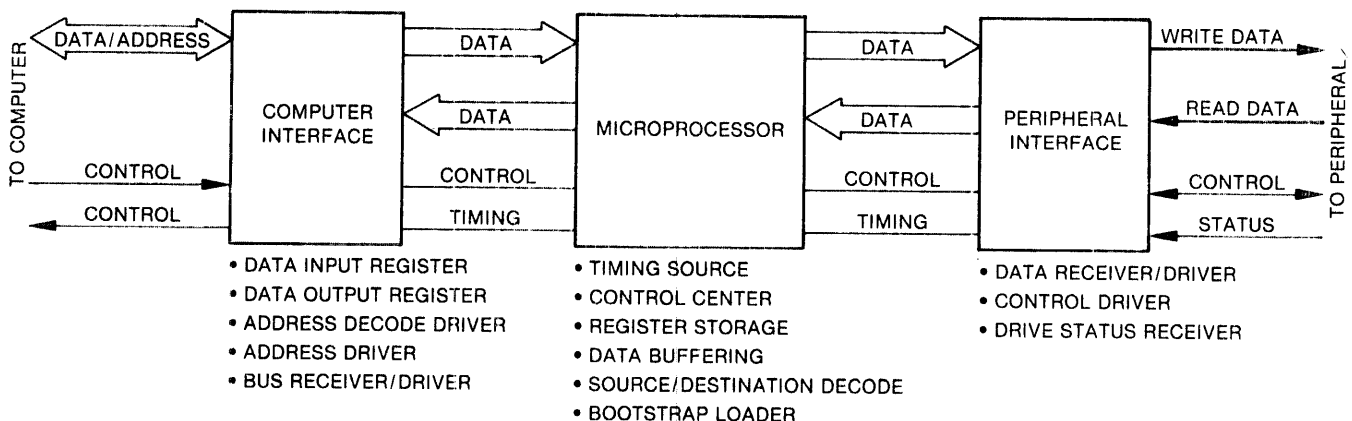 TO COMPUTER
DATA/ADDRESS
CONTROL
CONTROL
COMPUTER
INTERFACE
DATA
DATA
CONTROL
TIMING
MICROPROCESSOR
DATA
DATA
CONTROL
TIMING
PERIPHERAL
INTERFACE
WRITE DATA
READ DATA
CONTROL
STATUS
TO PERIPHERAL
• DATA INPUT REGISTER
• DATA OUTPUT REGISTER
• ADDRESS DECODE DRIVER
• ADDRESS DRIVER
• BUS RECEIVER/DRIVER
• TIMING SOURCE
• CONTROL CENTER
• REGISTER STORAGE
• DATA BUFFERING
• SOURCE/DESTINATION DECODE
• BOOTSTRAP LOADER
• DATA RECEIVER/DRIVER
• CONTROL DRIVER
• DRIVE STATUS RECEIVER